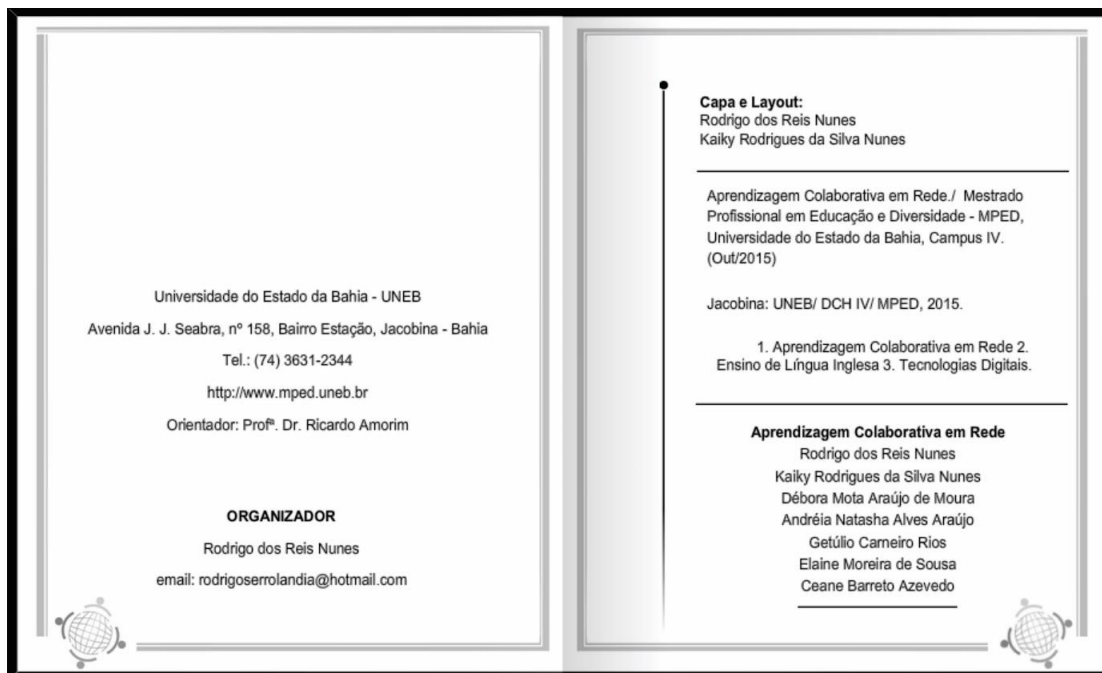 Universidade do Estado da Bahia - UNEB
Avenida J. J. Seabra, nº 158, Bairro Estação, Jacobina - Bahia
Tel.: (74) 3631-2344
http://www.mped.uneb.br
Orientador: Profª. Dr. Ricardo Amorim
ORGANIZADOR
Rodrigo dos Reis Nunes
email: rodrigoserrolandia@hotmail.com
Capa e Layout:
Rodrigo dos Reis Nunes
Kaiky Rodrigues da Silva Nunes
Aprendizagem Colaborativa em Rede./ Mestrado
Profissional em Educação e Diversidade - MPED,
Universidade do Estado da Bahia, Campus IV.
(Out/2015)
Jacobina: UNEB/ DCH IV/ MPED, 2015.
1. Aprendizagem Colaborativa em Rede 2.
Ensino de Língua Inglesa 3. Tecnologias Digitais.
Aprendizagem Colaborativa em Rede
Rodrigo dos Reis Nunes
Kaiky Rodrigues da Silva Nunes
Débora Mota Araújo de Moura
Andréia Natasha Alves Araújo
Getúlio Carneiro Rios
Elaine Moreira de Sousa
Ceane Barreto Azevedo